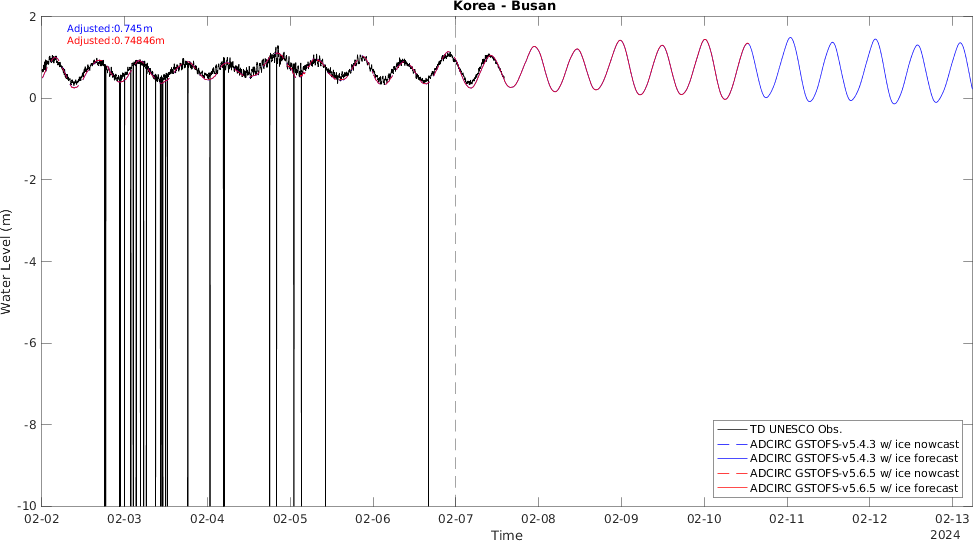 Korea - Busan
Adjusted:0.745m
Adjusted:0.74846m
2
0
-2
-4
-6
-8
-10
Water Level (m)
TD UNESCO Obs.
ADCIRC GSTOFS-v5.4.3 w/ ice nowcast
ADCIRC GSTOFS-v5.4.3 w/ ice forecast
ADCIRC GSTOFS-v5.6.5 w/ ice nowcast
ADCIRC GSTOFS-v5.6.5 w/ ice forecast
02-02 02-03 02-04 02-05 02-06 02-07 02-08 02-09 02-10 02-11 02-12 02-13
Time
2024